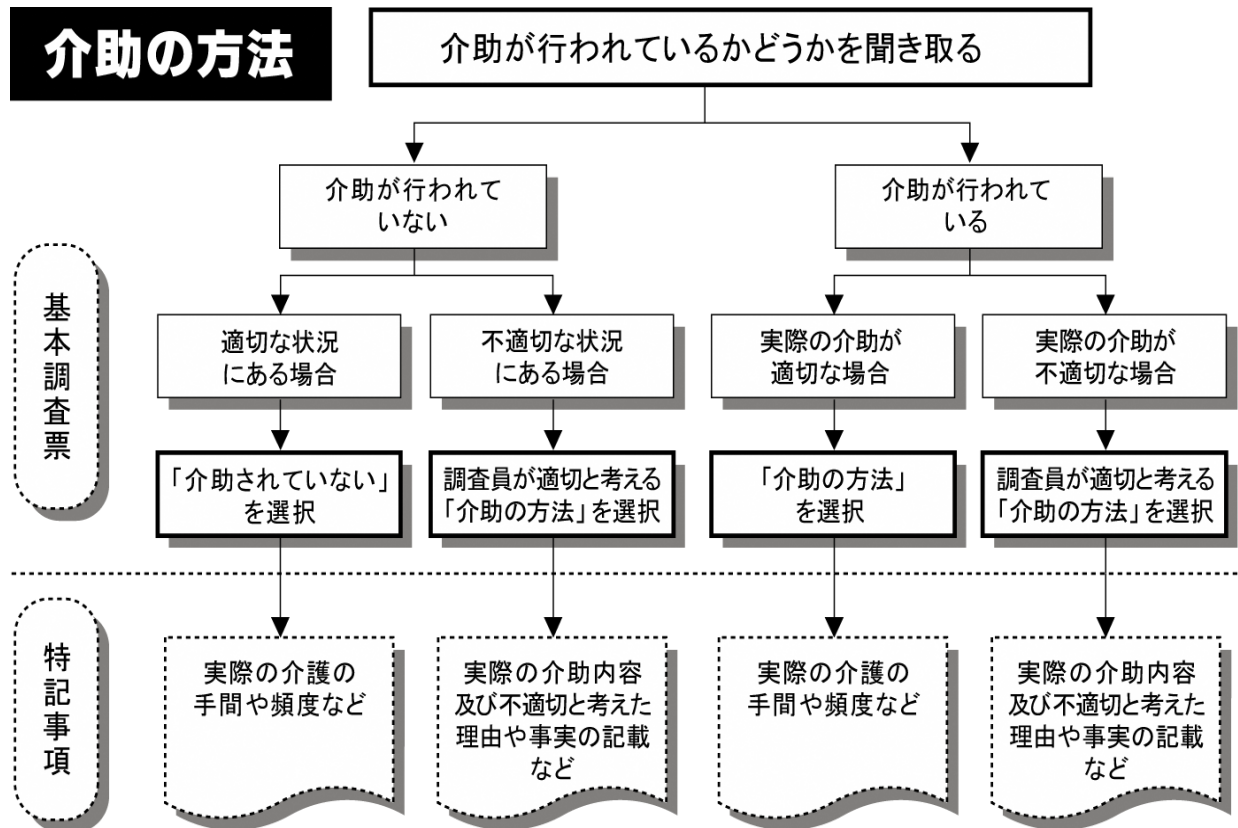 介助の方法
介助が行われているかどうかを聞き取る
介助が行われて
いない
介助が行われて
いる
基本調査票
適切な状況
にある場合
不適切な状況
にある場合
実際の介助が
適切な場合
実際の介助が
不適切な場合
「介助されていない」
を選択
調査員が適切と考える
「介助の方法」を選択
「介助の方法」
を選択
調査員が適切と考える
「介助の方法」を選択
特記事項
実際の介護の
手間や頻度など
実際の介助内容
及び不適切と考えた
理由や事実の記載
など
実際の介護の
手間や頻度など
実際の介助内容
及び不適切と考えた
理由や事実の記載
など